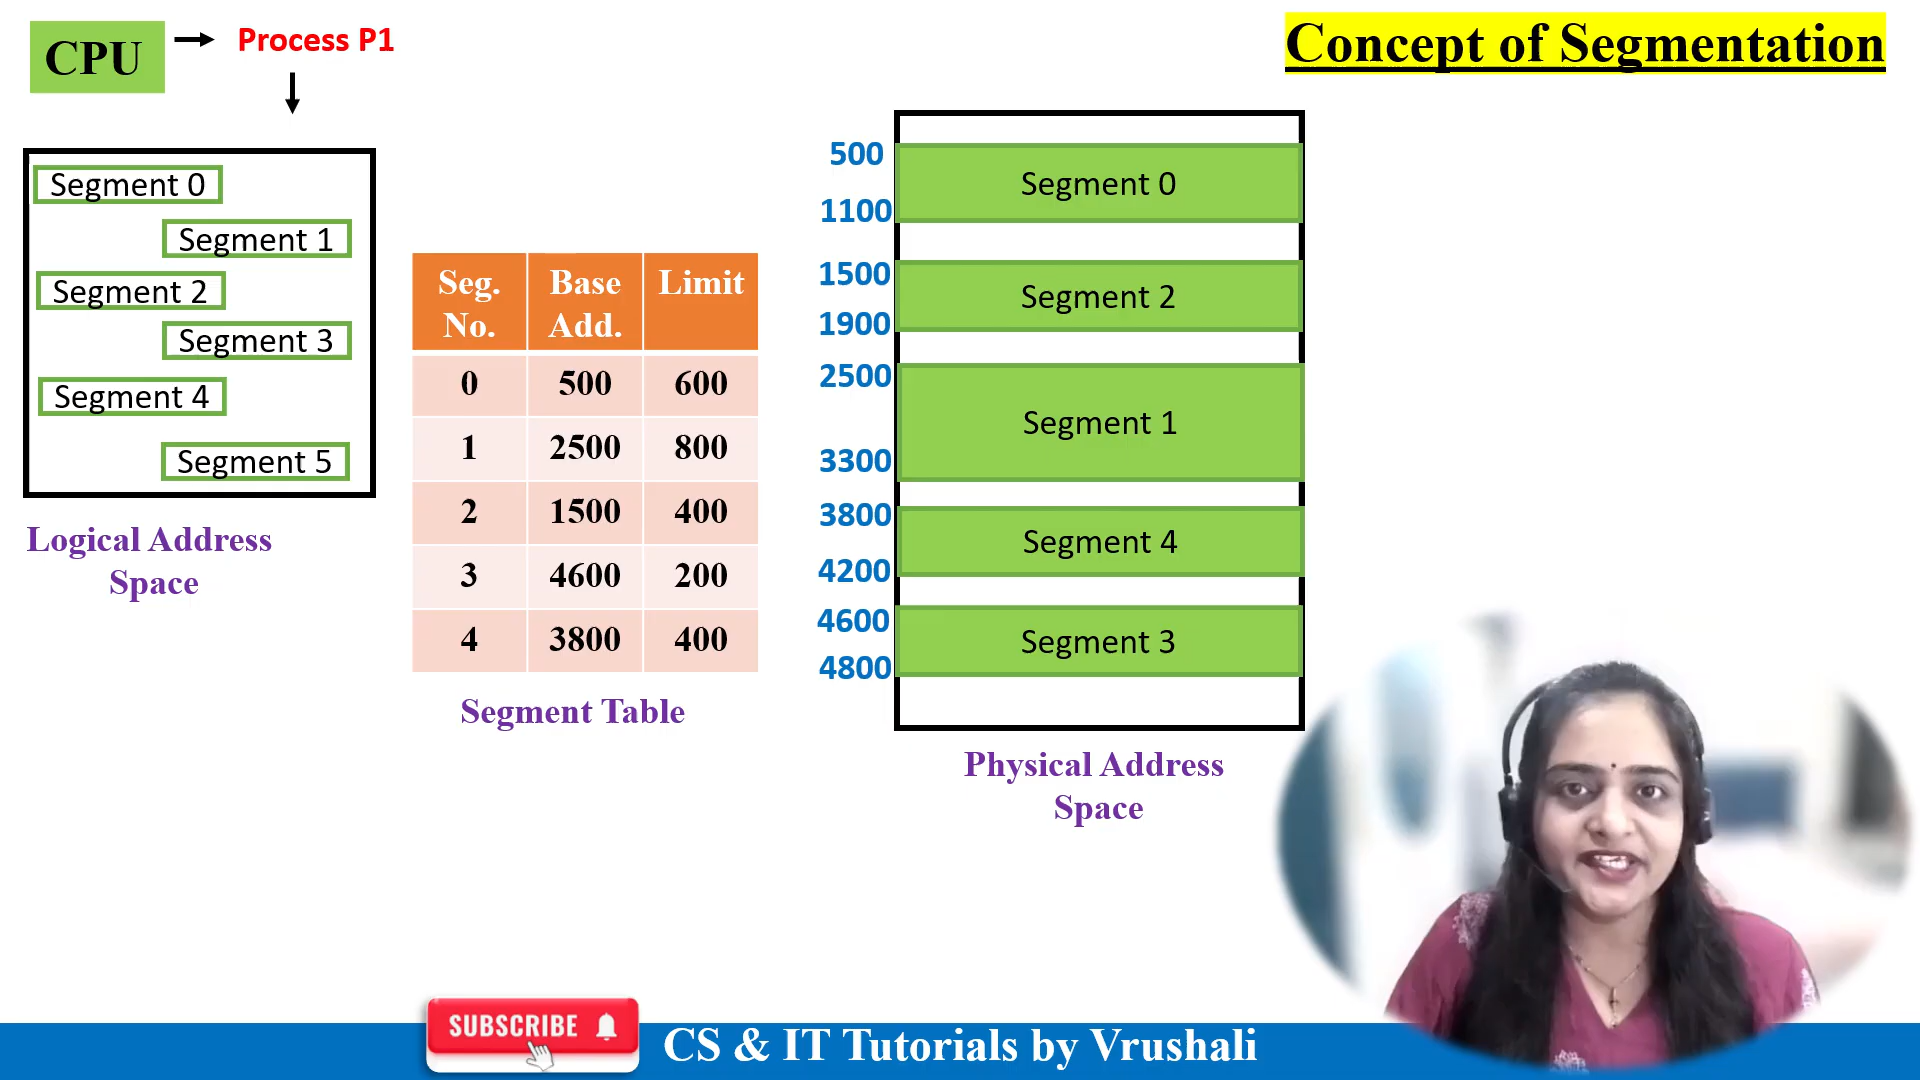 CPU
Process P1
Concept of Segmentation
Segment 0
Segment 1
Segment 2
Segment 3
Segment 4
Segment 5
Logical Address
Space
Seg. No. Base Add. Limit
0 500 600
1 2500 800
2 1500 400
3 4600 200
4 3800 400
Segment Table
500
Segment 0
1100
1500
Segment 2
1900
2500
Segment 1
3300
3800
Segment 4
4200
4600
Segment 3
4800
Physical Address
Space
SUBSCRIBE
CS & IT Tutorials by Vrushali